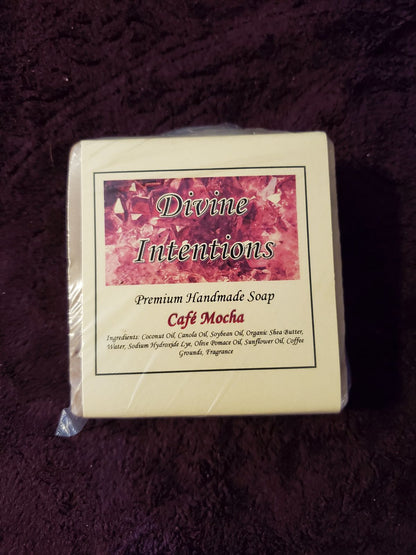 Divine
Intentions
Premium Handmade Soap
Café Mocha
Ingredients: Coconut Oil, Canola Oil, Soybean Oil, Organic Shea Butter,
Water, Sodium Hydroxide Lye, Olive Pomace Oil, Sunflower Oil, Coffee
Grounds, Fragrance